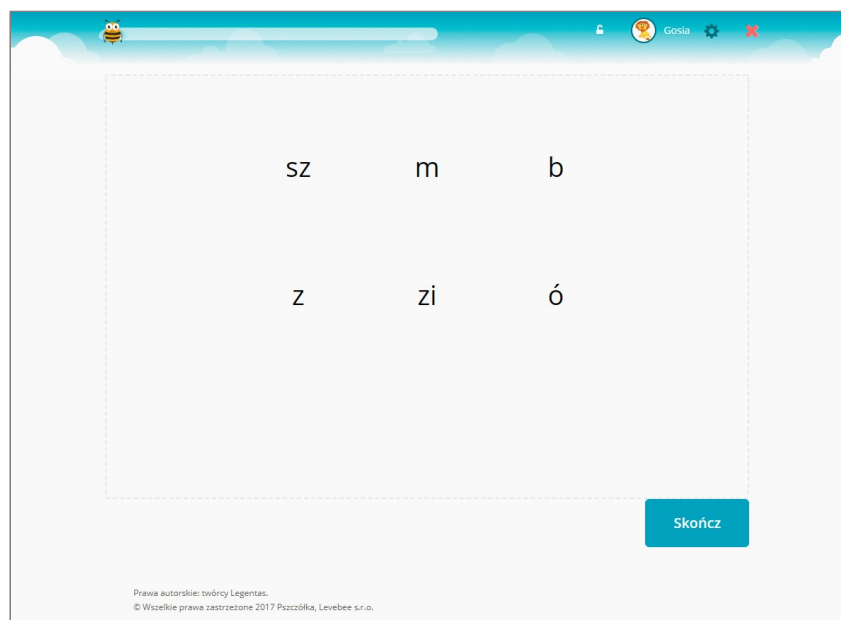 Gosia
sz m b
z zi ó
Skończ
Prawa autorskie: twórcy Legentas.
© Wszelkie prawa zastrzeżone 2017 Pszczółka, Levebee s.r.o.